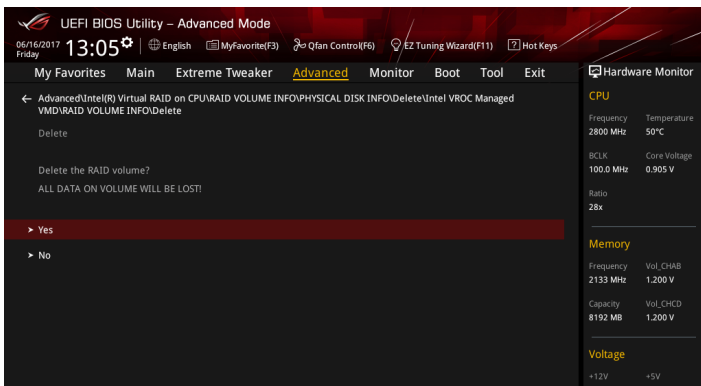 UEFI BIOS Utility – Advanced Mode
06/16/2017 Friday 13:05 English MyFavorite(F3) Qfan Control(F6) EZ Tuning Wizard(F11) ? Hot Keys
My Favorites Main Extreme Tweaker Advanced Monitor Boot Tool Exit
← Advanced\Intel(R) Virtual RAID on CPU\RAID VOLUME INFO\PHYSICAL DISK INFO\Delete\Intel VROC Managed
VMD\RAID VOLUME INFO\Delete
Delete
Delete the RAID volume?
ALL DATA ON VOLUME WILL BE LOST!
> Yes
> No
Hardware Monitor
CPU
Frequency Temperature
2800 MHz 50°C
BCLK Core Voltage
100.0 MHz 0.905 V
Ratio
28x
Memory
Frequency Vol_CHAB
2133 MHz 1.200 V
Capacity Vol_CHCD
8192 MB 1.200 V
Voltage
+12V +5V